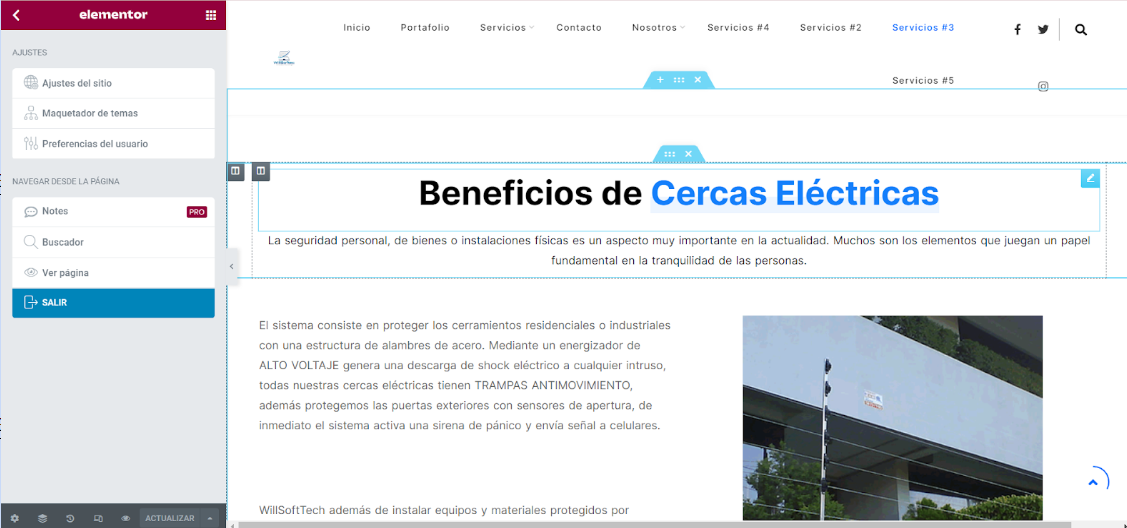 elementor
AJUSTES
Ajustes del sitio
Maquetador de temas
Preferencias del usuario
NAVEGAR DESDE LA PÁGINA
Notes PRO
Buscador
Ver página
SALIR
ACTUALIZAR
Inicio Portafolio Servicios Contacto Nosotros Servicios #4 Servicios #2 Servicios #3
WillSoftTech
Servicios #5
Beneficios de Cercas Eléctricas
La seguridad personal, de bienes o instalaciones físicas es un aspecto muy importante en la actualidad. Muchos son los elementos que juegan un papel
fundamental en la tranquilidad de las personas.
El sistema consiste en proteger los cerramientos residenciales o industriales
con una estructura de alambres de acero. Mediante un energizador de
ALTO VOLTAJE genera una descarga de shock eléctrico a cualquier intruso,
todas nuestras cercas eléctricas tienen TRAMPAS ANTIMOVIMIENTO,
además protegemos las puertas exteriores con sensores de apertura, de
inmediato el sistema activa una sirena de pánico y envía señal a celulares.
WillSoftTech además de instalar equipos y materiales protegidos por